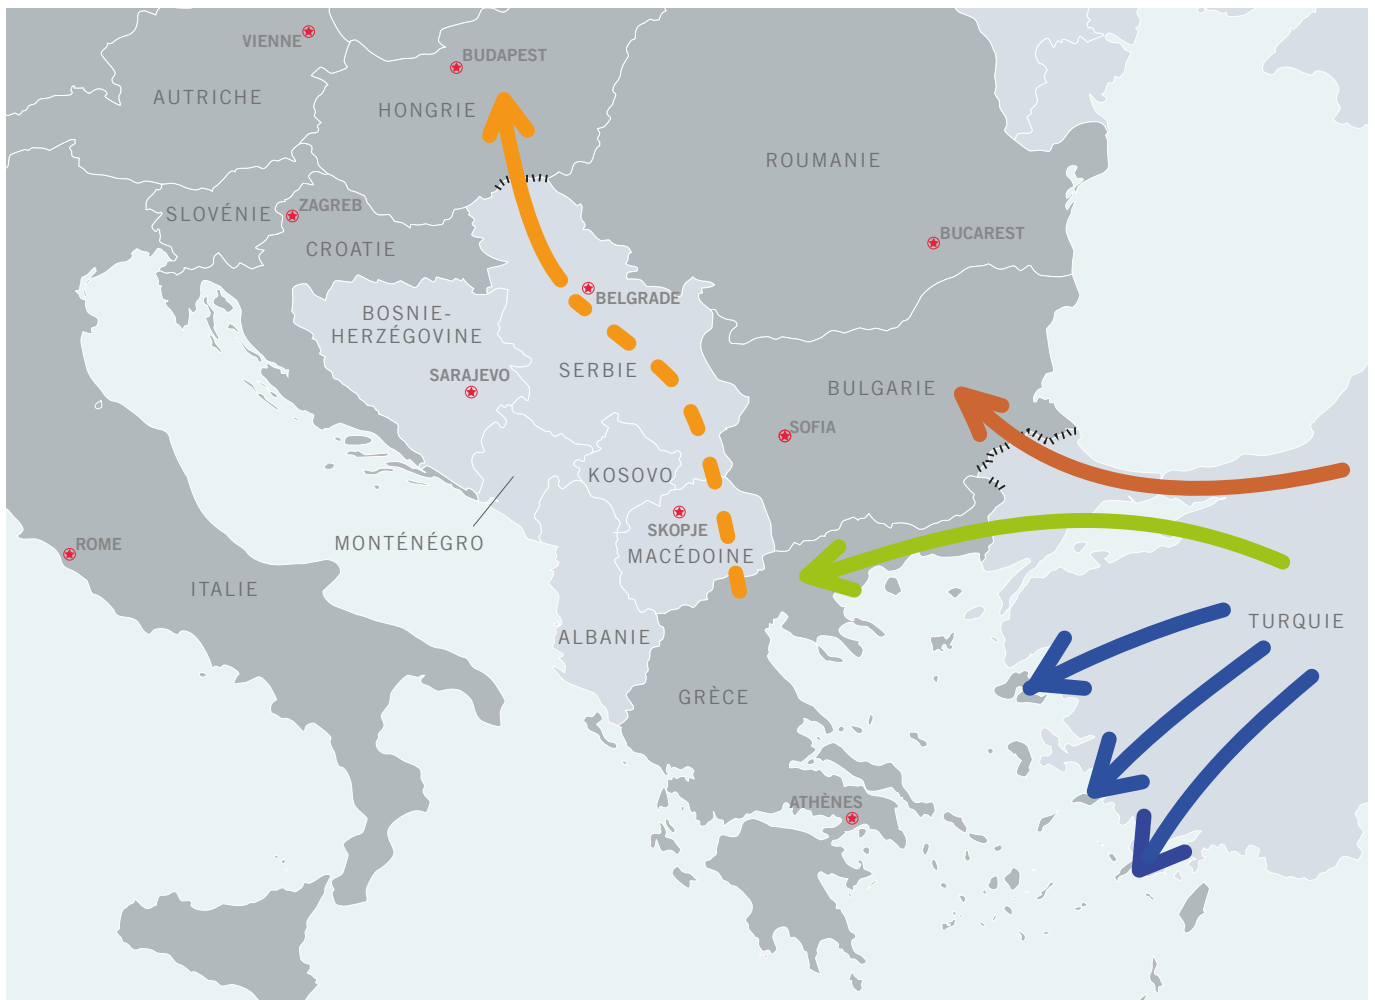 VIENNE
BUDAPEST
AUTRICHE
HONGRIE
ROUMANIE
SLOVÉNIE
ZAGREB
BUCAREST
CROATIE
BELGRADE
BOSNIE-
HERZÉGOVINE
SARAJEVO
SERBIE
BULGARIE
SOFIA
KOSOVO
SKOPJE
MONTÉNÉGRO
ROME
MACÉDOINE
ITALIE
TURQUIE
ALBANIE
GRÈCE
ATHÈNES